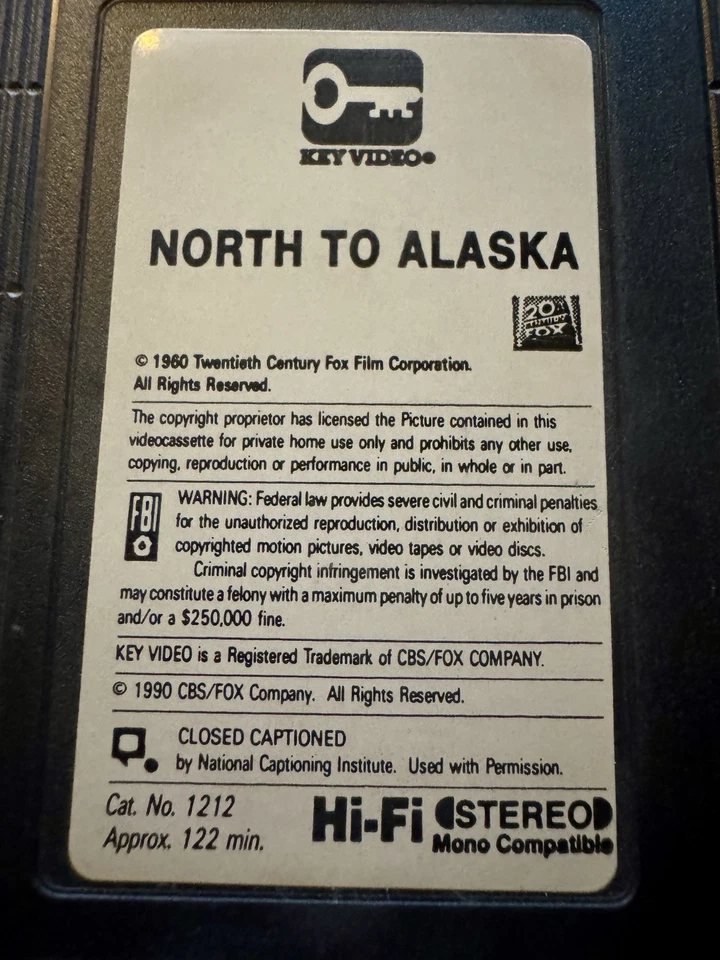 KEY VIDEO®
NORTH TO ALASKA
20
CENTURY
FOX
© 1960 Twentieth Century Fox Film Corporation.
All Rights Reserved.
The copyright proprietor has licensed the Picture contained in this
videocassette for private home use only and prohibits any other use,
copying, reproduction or performance in public, in whole or in part.
FBI
WARNING: Federal law provides severe civil and criminal penalties
for the unauthorized reproduction, distribution or exhibition of
copyrighted motion pictures, video tapes or video discs.
Criminal copyright infringement is investigated by the FBI and
may constitute a felony with a maximum penalty of up to five years in prison
and/or a $250,000 fine.
KEY VIDEO is a Registered Trademark of CBS/FOX COMPANY.
© 1990 CBS/FOX Company. All Rights Reserved.
CLOSED CAPTIONED
by National Captioning Institute. Used with Permission.
Cat. No. 1212
Approx. 122 min.
Hi-Fi STEREO
Mono Compatible